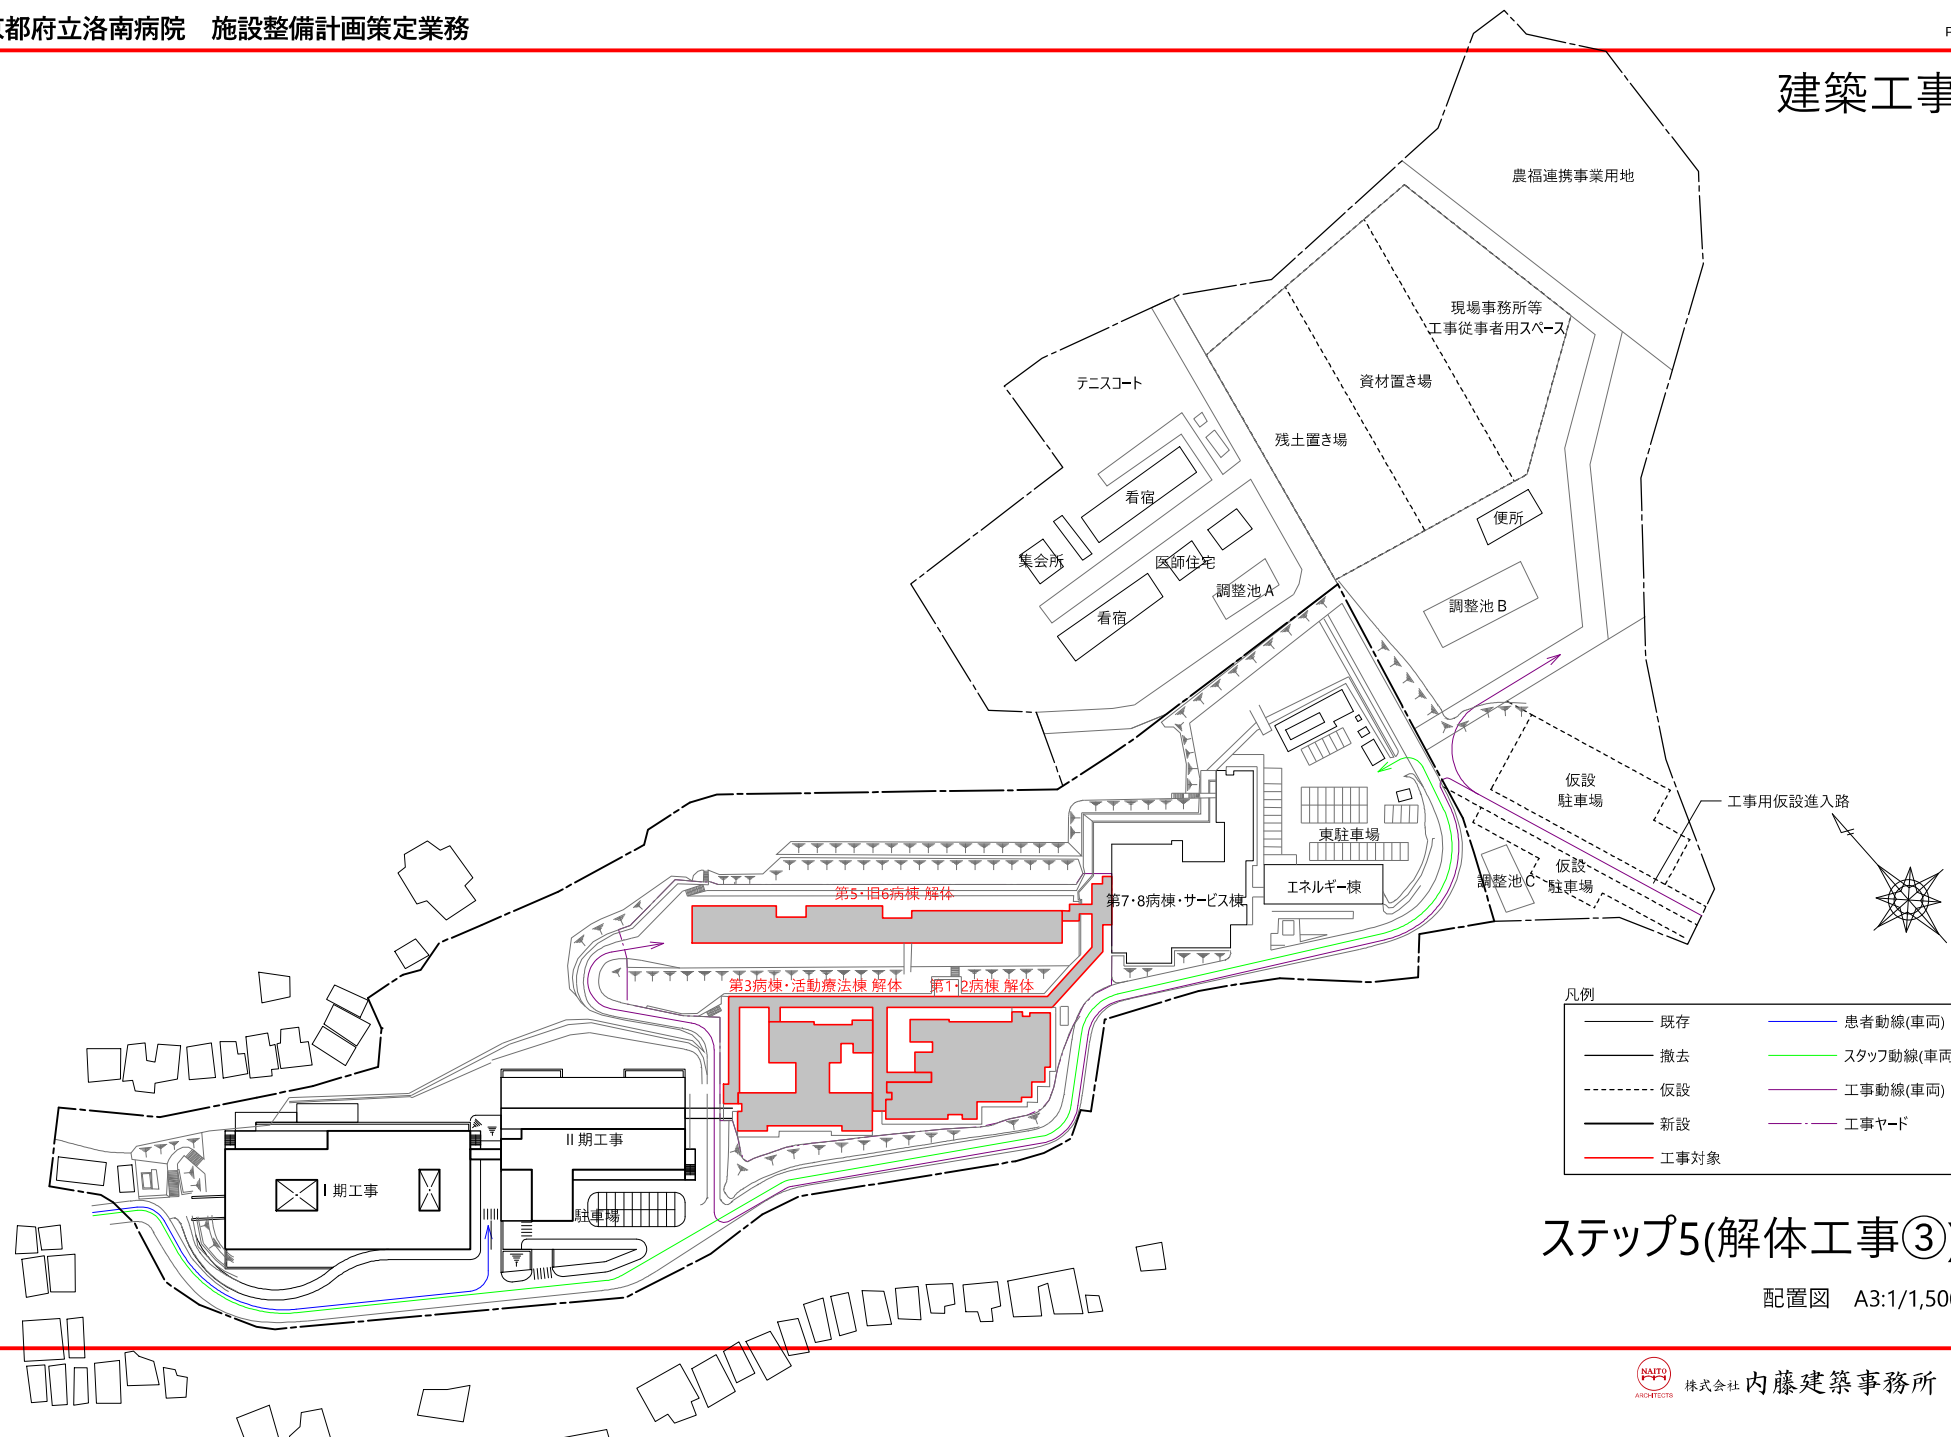 都府立洛南病院　施設整備計画策定業務
建築工事
農福連携事業用地
現場事務所等
工事従事者用スペース
テニスコート
資材置き場
残土置き場
看宿
便所
集会所
医師住宅
調整池A
調整池B
看宿
仮設
駐車場
工事用仮設進入路
東駐車場
仮設
駐車場
調整池C
エネルギー棟
第5・旧6病棟 解体
第7・8病棟・サービス棟
第3病棟・活動療法棟 解体
第1・2病棟 解体
凡例
既存
患者動線(車両)
撤去
スタッフ動線(車両
仮設
工事動線(車両)
新設
工事ヤード
工事対象
Ⅱ期工事
Ⅰ期工事
駐車場
ステップ5(解体工事③)
配置図　A3:1/1,500
NAITO
ARCHITECTS
株式会社 内藤建築事務所